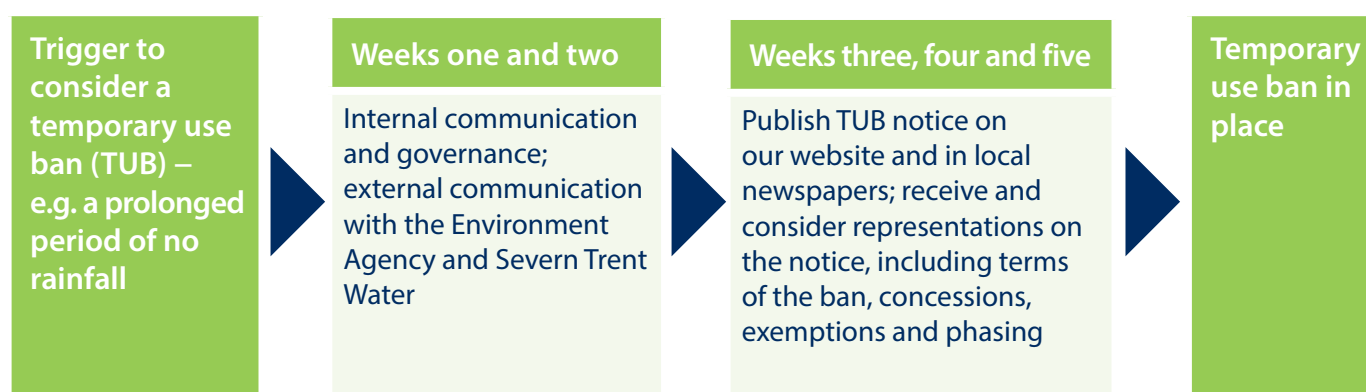 Trigger to
consider a
temporary use
ban (TUB) –
e.g. a prolonged
period of no
rainfall
Weeks one and two
Internal communication
and governance;
external communication
with the Environment
Agency and Severn Trent
Water
Weeks three, four and five
Publish TUB notice on
our website and in local
newspapers; receive and
consider representations on
the notice, including terms
of the ban, concessions,
exemptions and phasing
Temporary
use ban in
place